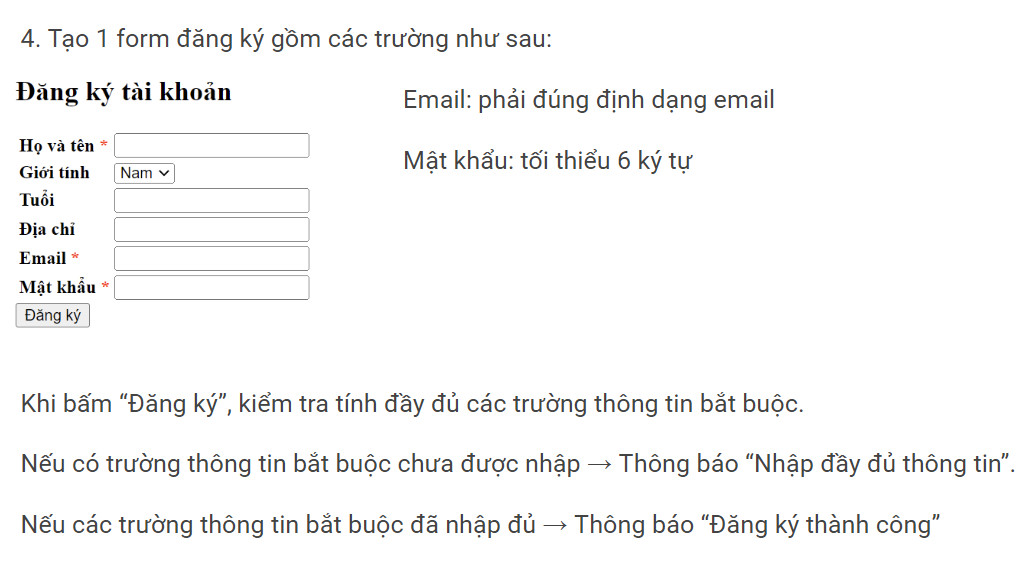 4. Tạo 1 form đăng ký gồm các trường như sau:
Đăng ký tài khoản
Họ và tên *
Giới tính Nam
Tuổi
Địa chỉ
Email *
Mật khẩu *
Đăng ký
Email: phải đúng định dạng email
Mật khẩu: tối thiểu 6 ký tự
Khi bấm “Đăng ký”, kiểm tra tính đầy đủ các trường thông tin bắt buộc.
Nếu có trường thông tin bắt buộc chưa được nhập → Thông báo “Nhập đầy đủ thông tin”.
Nếu các trường thông tin bắt buộc đã nhập đủ → Thông báo “Đăng ký thành công”